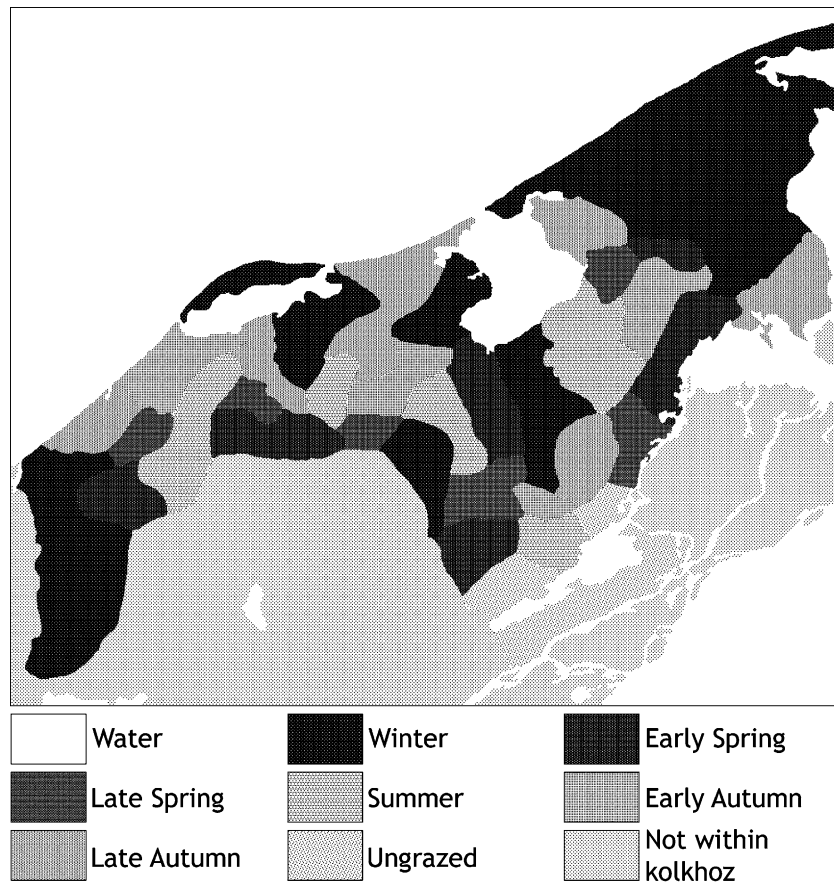 Water
Winter
Early Spring
Late Spring
Summer
Early Autumn
Late Autumn
Ungrazed
Not within
kolkhoz